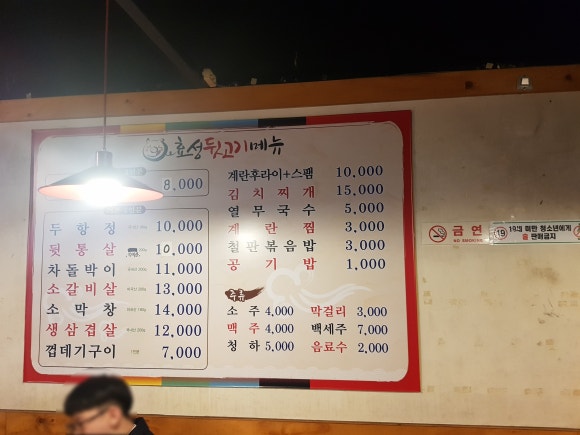 효성뒷고기메뉴
8,000
두항정 10,000
뒷통살 10,000
차돌박이 11,000
소갈비살 13,000
소막창 14,000
생삼겹살 12,000
껍데기구이 7,000
계란후라이+스팸 10,000
김치찌개 15,000
열무국수 5,000
계란찜 3,000
철판볶음밥 3,000
공기밥 1,000
주류
소주 4,000 막걸리 3,000
맥주 4,000 백세주 7,000
청하 5,000 음료수 2,000
금연
NO SMOKING
19
19세 미만 청소년에게
술 판매금지